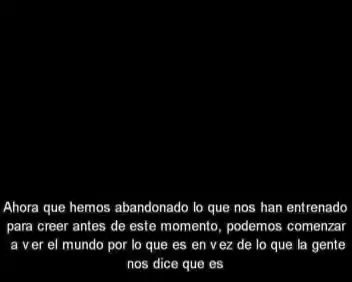 Ahora que hemos abandonado lo que nos han entrenado
para creer antes de este momento, podemos comenzar
a ver el mundo por lo que es en vez de lo que la gente
nos dice que es